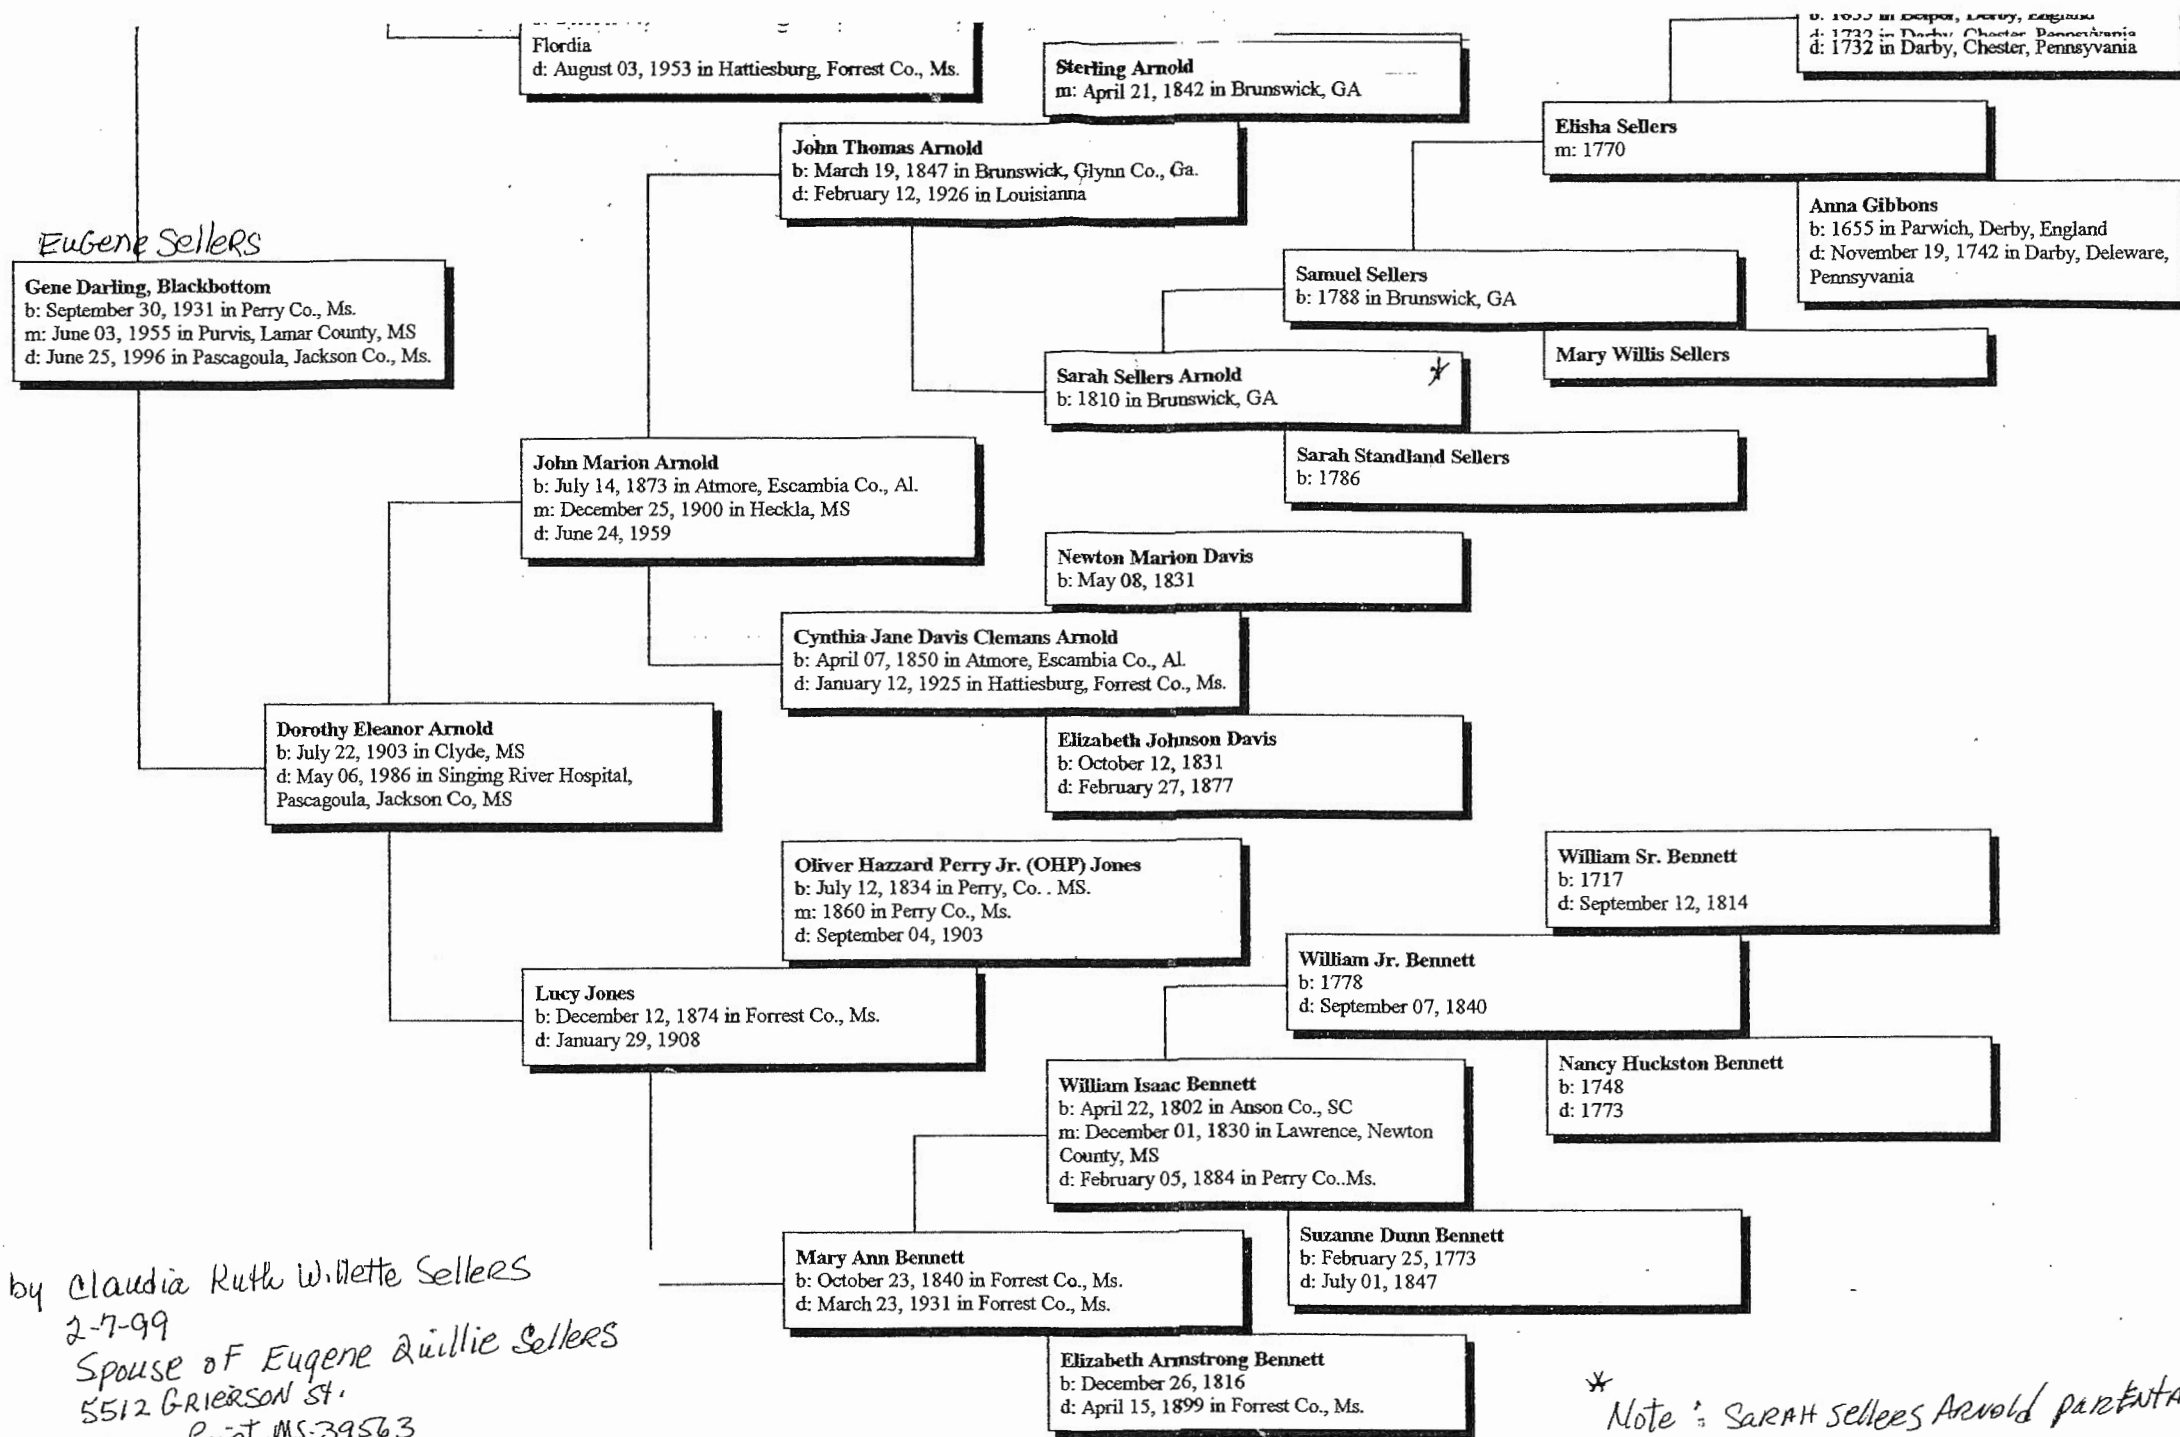 Flordia
d: August 03, 1953 in Hattiesburg, Forrest Co., Ms.
Sterling Arnold
m: April 21, 1842 in Brunswick, GA
d: 1732 in Darby, Chester, Pennsyvania
John Thomas Arnold
b: March 19, 1847 in Brunswick, Glynn Co., Ga.
d: February 12, 1926 in Louisianna
Elisha Sellers
m: 1770
Anna Gibbons
b: 1655 in Parwich, Derby, England
d: November 19, 1742 in Darby, Deleware,
Pennsyvania
Eugene Sellers
Gene Darling, Blackbottom
b: September 30, 1931 in Perry Co., Ms.
m: June 03, 1955 in Purvis, Lamar County, MS
d: June 25, 1996 in Pascagoula, Jackson Co., Ms.
Samuel Sellers
b: 1788 in Brunswick, GA
Mary Willis Sellers
Sarah Sellers Arnold *
b: 1810 in Brunswick, GA
Sarah Standland Sellers
b: 1786
John Marion Arnold
b: July 14, 1873 in Atmore, Escambia Co., Al.
m: December 25, 1900 in Heckla, MS
d: June 24, 1959
Newton Marion Davis
b: May 08, 1831
Cynthia Jane Davis Clemans Arnold
b: April 07, 1850 in Atmore, Escambia Co., Al.
d: January 12, 1925 in Hattiesburg, Forrest Co., Ms.
Elizabeth Johnson Davis
b: October 12, 1831
d: February 27, 1877
Dorothy Eleanor Arnold
b: July 22, 1903 in Clyde, MS
d: May 06, 1986 in Singing River Hospital,
Pascagoula, Jackson Co, MS
Oliver Hazzard Perry Jr. (OHP) Jones
b: July 12, 1834 in Perry, Co. . MS.
m: 1860 in Perry Co., Ms.
d: September 04, 1903
William Sr. Bennett
b: 1717
d: September 12, 1814
William Jr. Bennett
b: 1778
d: September 07, 1840
Nancy Huckston Bennett
b: 1748
d: 1773
Lucy Jones
b: December 12, 1874 in Forrest Co., Ms.
d: January 29, 1908
William Isaac Bennett
b: April 22, 1802 in Anson Co., SC
m: December 01, 1830 in Lawrence, Newton
County, MS
d: February 05, 1884 in Perry Co..Ms.
Suzanne Dunn Bennett
b: February 25, 1773
d: July 01, 1847
Mary Ann Bennett
b: October 23, 1840 in Forrest Co., Ms.
d: March 23, 1931 in Forrest Co., Ms.
Elizabeth Armstrong Bennett
b: December 26, 1816
d: April 15, 1899 in Forrest Co., Ms.
by Claudia Ruth Willette Sellers
2-7-99
Spouse of Eugene Quillie Sellers
5512 GRIERSON St.
MS. 39563
*
Note: SARAH Sellers Arnold